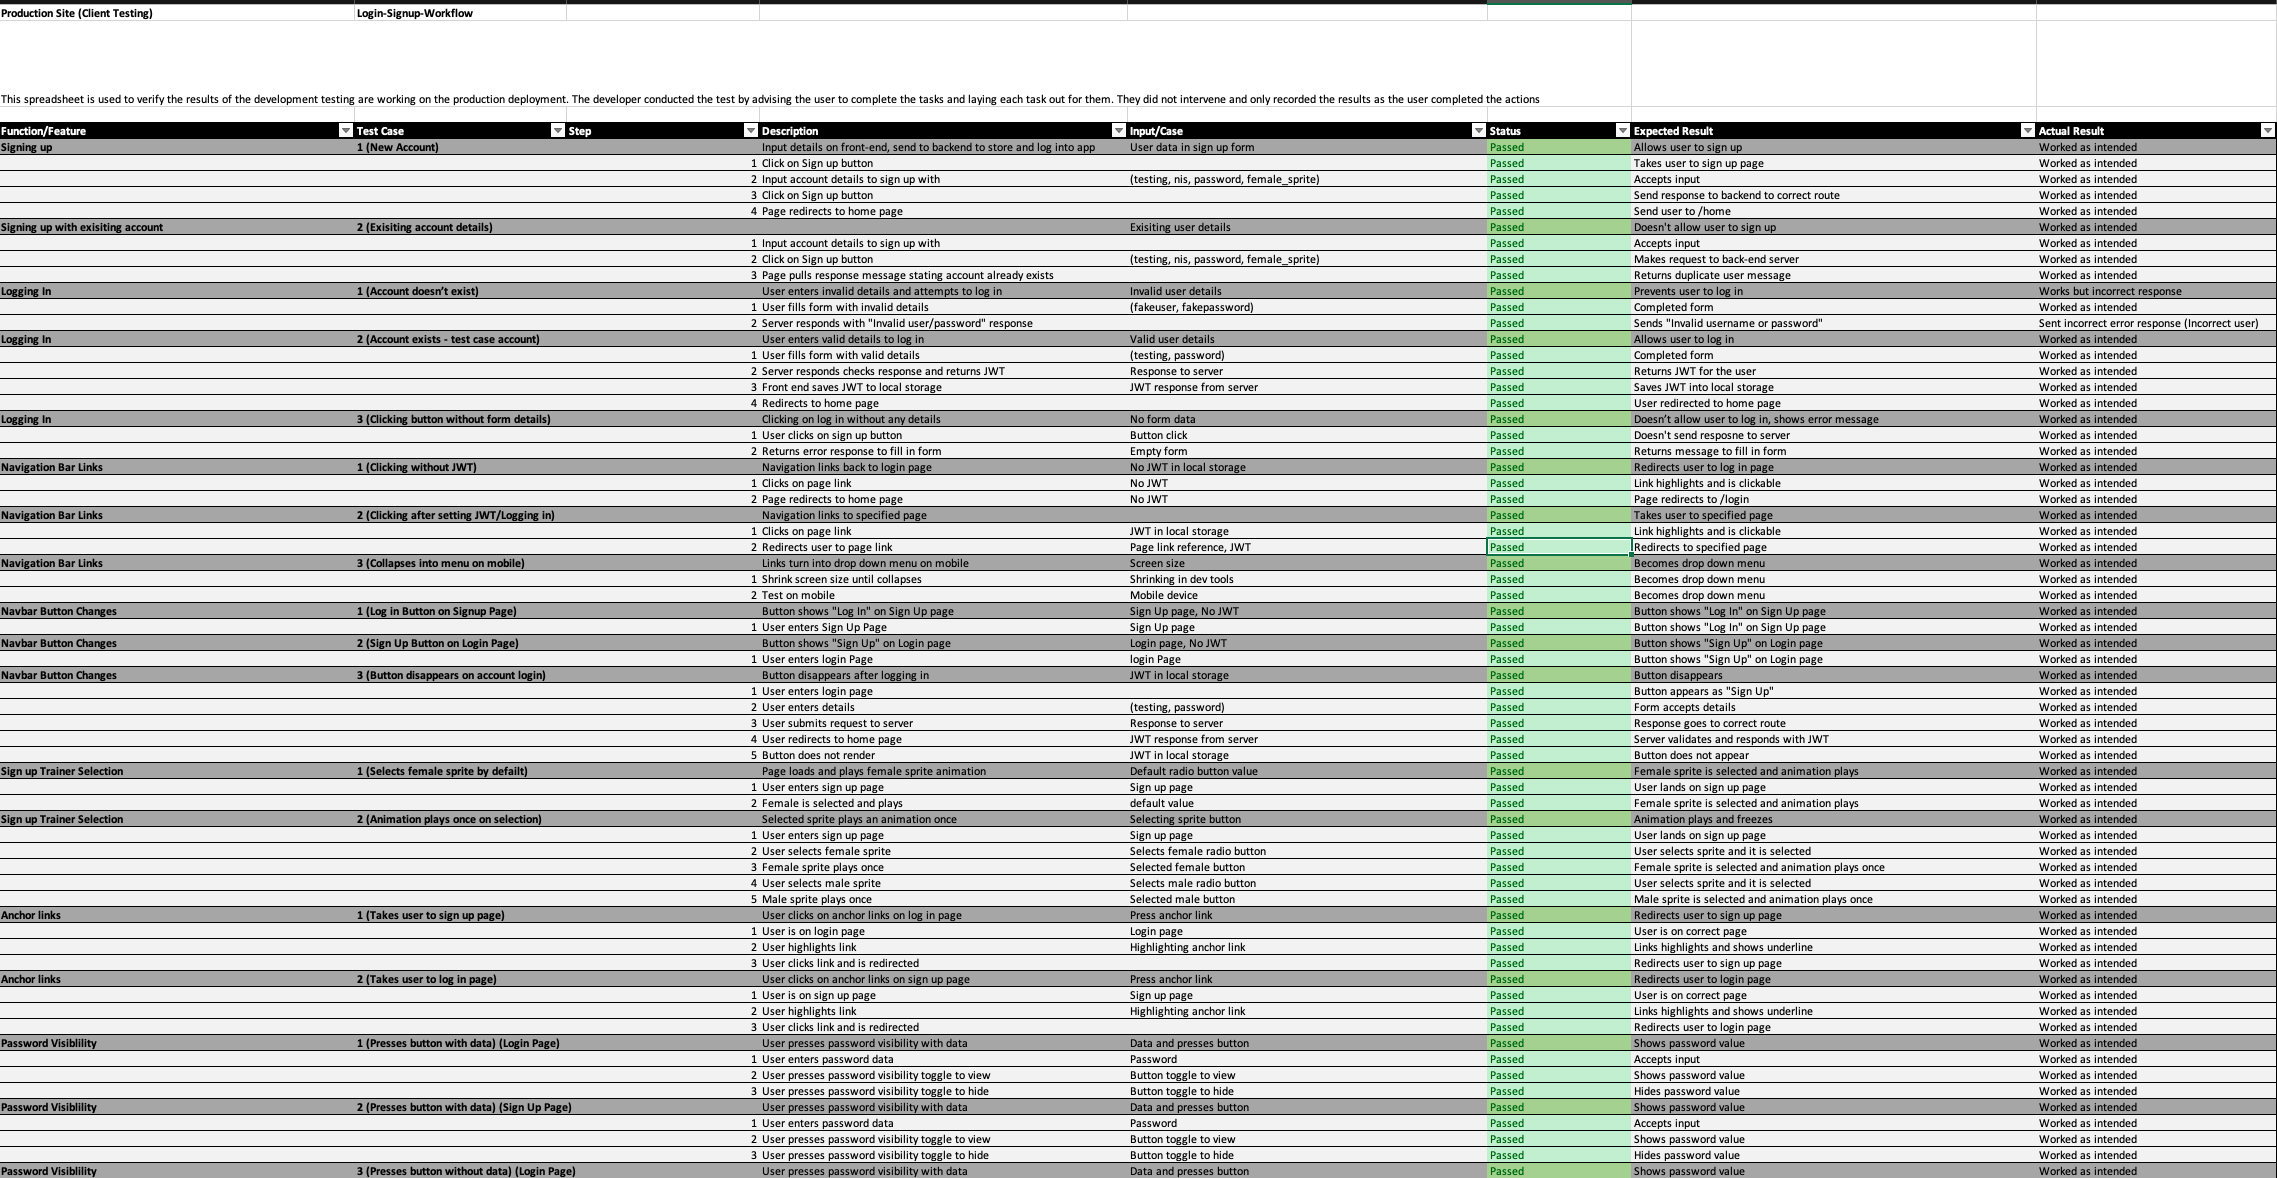 Production Site (Client Testing) Login-Signup-Workflow
This spreadsheet is used to verify the results of the development testing are working on the production deployment. The developer conducted the test by advising the user to complete the tasks and laying each task out for them. They did not intervene and only recorded the results as the user completed the actions
Function/Feature Test Case Step Description Input/Case Status Expected Result Actual Result
Signing up 1 (New Account) Input details on front-end, send to backend to store and log into app User data in sign up form Passed Allows user to sign up Worked as intended
1 Click on Sign up button Passed Takes user to sign up page Worked as intended
2 Input account details to sign up with (testing, nis, password, female_sprite) Passed Accepts input Worked as intended
3 Click on Sign up button Passed Send response to backend to correct route Worked as intended
4 Page redirects to home page Passed Send user to /home Worked as intended
Signing up with exisiting account 2 (Exisiting account details) Exisiting user details Passed Doesn't allow user to sign up Worked as intended
1 Input account details to sign up with Passed Accepts input Worked as intended
2 Click on Sign up button (testing, nis, password, female_sprite) Passed Makes request to back-end server Worked as intended
3 Page pulls response message stating account already exists Passed Returns duplicate user message Worked as intended
Logging In 1 (Account doesn't exist) User enters invalid details and attempts to log in Invalid user details Passed Prevents user to log in Works but incorrect response
1 User fills form with invalid details (fakeuser, fakepassword) Passed Completed form Worked as intended
2 Server responds with "Invalid user/password" response Passed Sends "Invalid username or password" Sent incorrect error response (Incorrect user)
Logging In 2 (Account exists - test case account) User enters valid details to log in Valid user details Passed Allows user to log in Worked as intended
1 User fills form with valid details (testing, password) Passed Completed form Worked as intended
2 Server responds checks response and returns JWT Response to server Passed Returns JWT for the user Worked as intended
3 Front end saves JWT to local storage JWT response from server Passed Saves JWT into local storage Worked as intended
4 Redirects to home page Passed User redirected to home page Worked as intended
Logging In 3 (Clicking button without form details) Clicking on log in without any details No form data Passed Doesn't allow user to log in, shows error message Worked as intended
1 User clicks on sign up button Button click Passed Doesn't send resposne to server Worked as intended
2 Returns error response to fill in form Empty form Passed Returns message to fill in form Worked as intended
Navigation Bar Links 1 (Clicking without JWT) Navigation links back to login page No JWT in local storage Passed Redirects user to log in page Worked as intended
1 Clicks on page link No JWT Passed Link highlights and is clickable Worked as intended
2 Page redirects to home page No JWT Passed Page redirects to /login Worked as intended
Navigation Bar Links 2 (Clicking after setting JWT/Logging in) Navigation links to specified page Passed Takes user to specified page Worked as intended
1 Clicks on page link JWT in local storage Passed Link highlights and is clickable Worked as intended
2 Redirects user to page link Page link reference, JWT Passed Redirects to specified page Worked as intended
Navigation Bar Links 3 (Collapses into menu on mobile) Links turn into drop down menu on mobile Screen size Passed Becomes drop down menu Worked as intended
1 Shrink screen size until collapses Shrinking in dev tools Passed Becomes drop down menu Worked as intended
2 Test on mobile Mobile device Passed Becomes drop down menu Worked as intended
Navbar Button Changes 1 (Log in Button on Signup Page) Button shows "Log In" on Sign Up page Sign Up page, No JWT Passed Button shows "Log In" on Sign Up page Worked as intended
1 User enters Sign Up Page Sign Up page Passed Button shows "Log In" on Sign Up page Worked as intended
Navbar Button Changes 2 (Sign Up Button on Login Page) Button shows "Sign Up" on Login page Login page, No JWT Passed Button shows "Sign Up" on Login page Worked as intended
1 User enters login Page login Page Passed Button shows "Sign Up" on Login page Worked as intended
Navbar Button Changes 3 (Button disappears on account login) Button disappears after logging in JWT in local storage Passed Button disappears Worked as intended
1 User enters login page Passed Button appears as "Sign Up" Worked as intended
2 User enters details (testing, password) Passed Form accepts details Worked as intended
3 User submits request to server Response to server Passed Response goes to correct route Worked as intended
4 User redirects to home page JWT response from server Passed Server validates and responds with JWT Worked as intended
5 Button does not render JWT in local storage Passed Button does not appear Worked as intended
Sign up Trainer Selection 1 (Selects female sprite by defailt) Page loads and plays female sprite animation Default radio button value Passed Female sprite is selected and animation plays Worked as intended
1 User enters sign up page Sign up page Passed User lands on sign up page Worked as intended
2 Female is selected and plays default value Passed Female sprite is selected and animation plays Worked as intended
Sign up Trainer Selection 2 (Animation plays once on selection) Selected sprite plays an animation once Selecting sprite button Passed Animation plays and freezes Worked as intended
1 User enters sign up page Sign up page Passed User lands on sign up page Worked as intended
2 User selects female sprite Selects female radio button Passed User selects sprite and it is selected Worked as intended
3 Female sprite plays once Selected female button Passed Female sprite is selected and animation plays once Worked as intended
4 User selects male sprite Selects male radio button Passed User selects sprite and it is selected Worked as intended
5 Male sprite plays once Selected male button Passed Male sprite is selected and animation plays once Worked as intended
Anchor links 1 (Takes user to sign up page) User clicks on anchor links on log in page Press anchor link Passed Redirects user to sign up page Worked as intended
1 User is on login page Login page Passed User is on correct page Worked as intended
2 User highlights link Highlighting anchor link Passed Links highlights and shows underline Worked as intended
3 User clicks link and is redirected Passed Redirects user to sign up page Worked as intended
Anchor links 2 (Takes user to log in page) User clicks on anchor links on sign up page Press anchor link Passed Redirects user to login page Worked as intended
1 User is on sign up page Sign up page Passed User is on correct page Worked as intended
2 User highlights link Highlighting anchor link Passed Links highlights and shows underline Worked as intended
3 User clicks link and is redirected Passed Redirects user to login page Worked as intended
Password Visiblility 1 (Presses button with data) (Login Page) User presses password visibility with data Data and presses button Passed Shows password value Worked as intended
1 User enters password data Password Passed Accepts input Worked as intended
2 User presses password visibility toggle to view Button toggle to view Passed Shows password value Worked as intended
3 User presses password visibility toggle to hide Button toggle to hide Passed Hides password value Worked as intended
Password Visiblility 2 (Presses button with data) (Sign Up Page) User presses password visibility with data Data and presses button Passed Shows password value Worked as intended
1 User enters password data Password Passed Accepts input Worked as intended
2 User presses password visibility toggle to view Button toggle to view Passed Shows password value Worked as intended
3 User presses password visibility toggle to hide Button toggle to hide Passed Hides password value Worked as intended
Password Visiblility 3 (Presses button without data) (Login Page) User presses password visibility with data Data and presses button Passed Shows password value Worked as intended